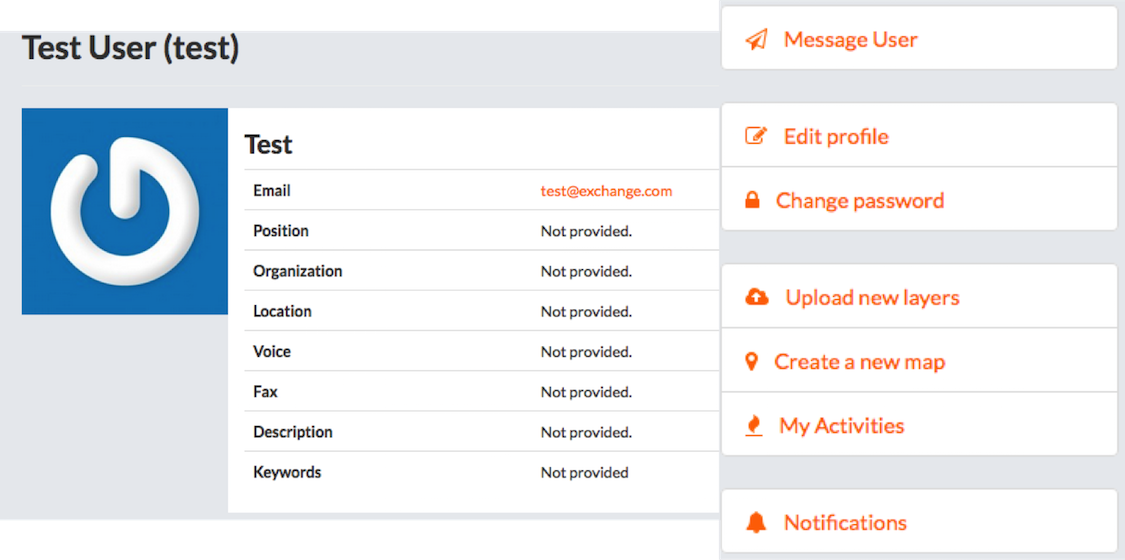 Test User (test)
Test
Email test@exchange.com
Position Not provided.
Organization Not provided.
Location Not provided.
Voice Not provided.
Fax Not provided.
Description Not provided.
Keywords Not provided
Message User
Edit profile
Change password
Upload new layers
Create a new map
My Activities
Notifications